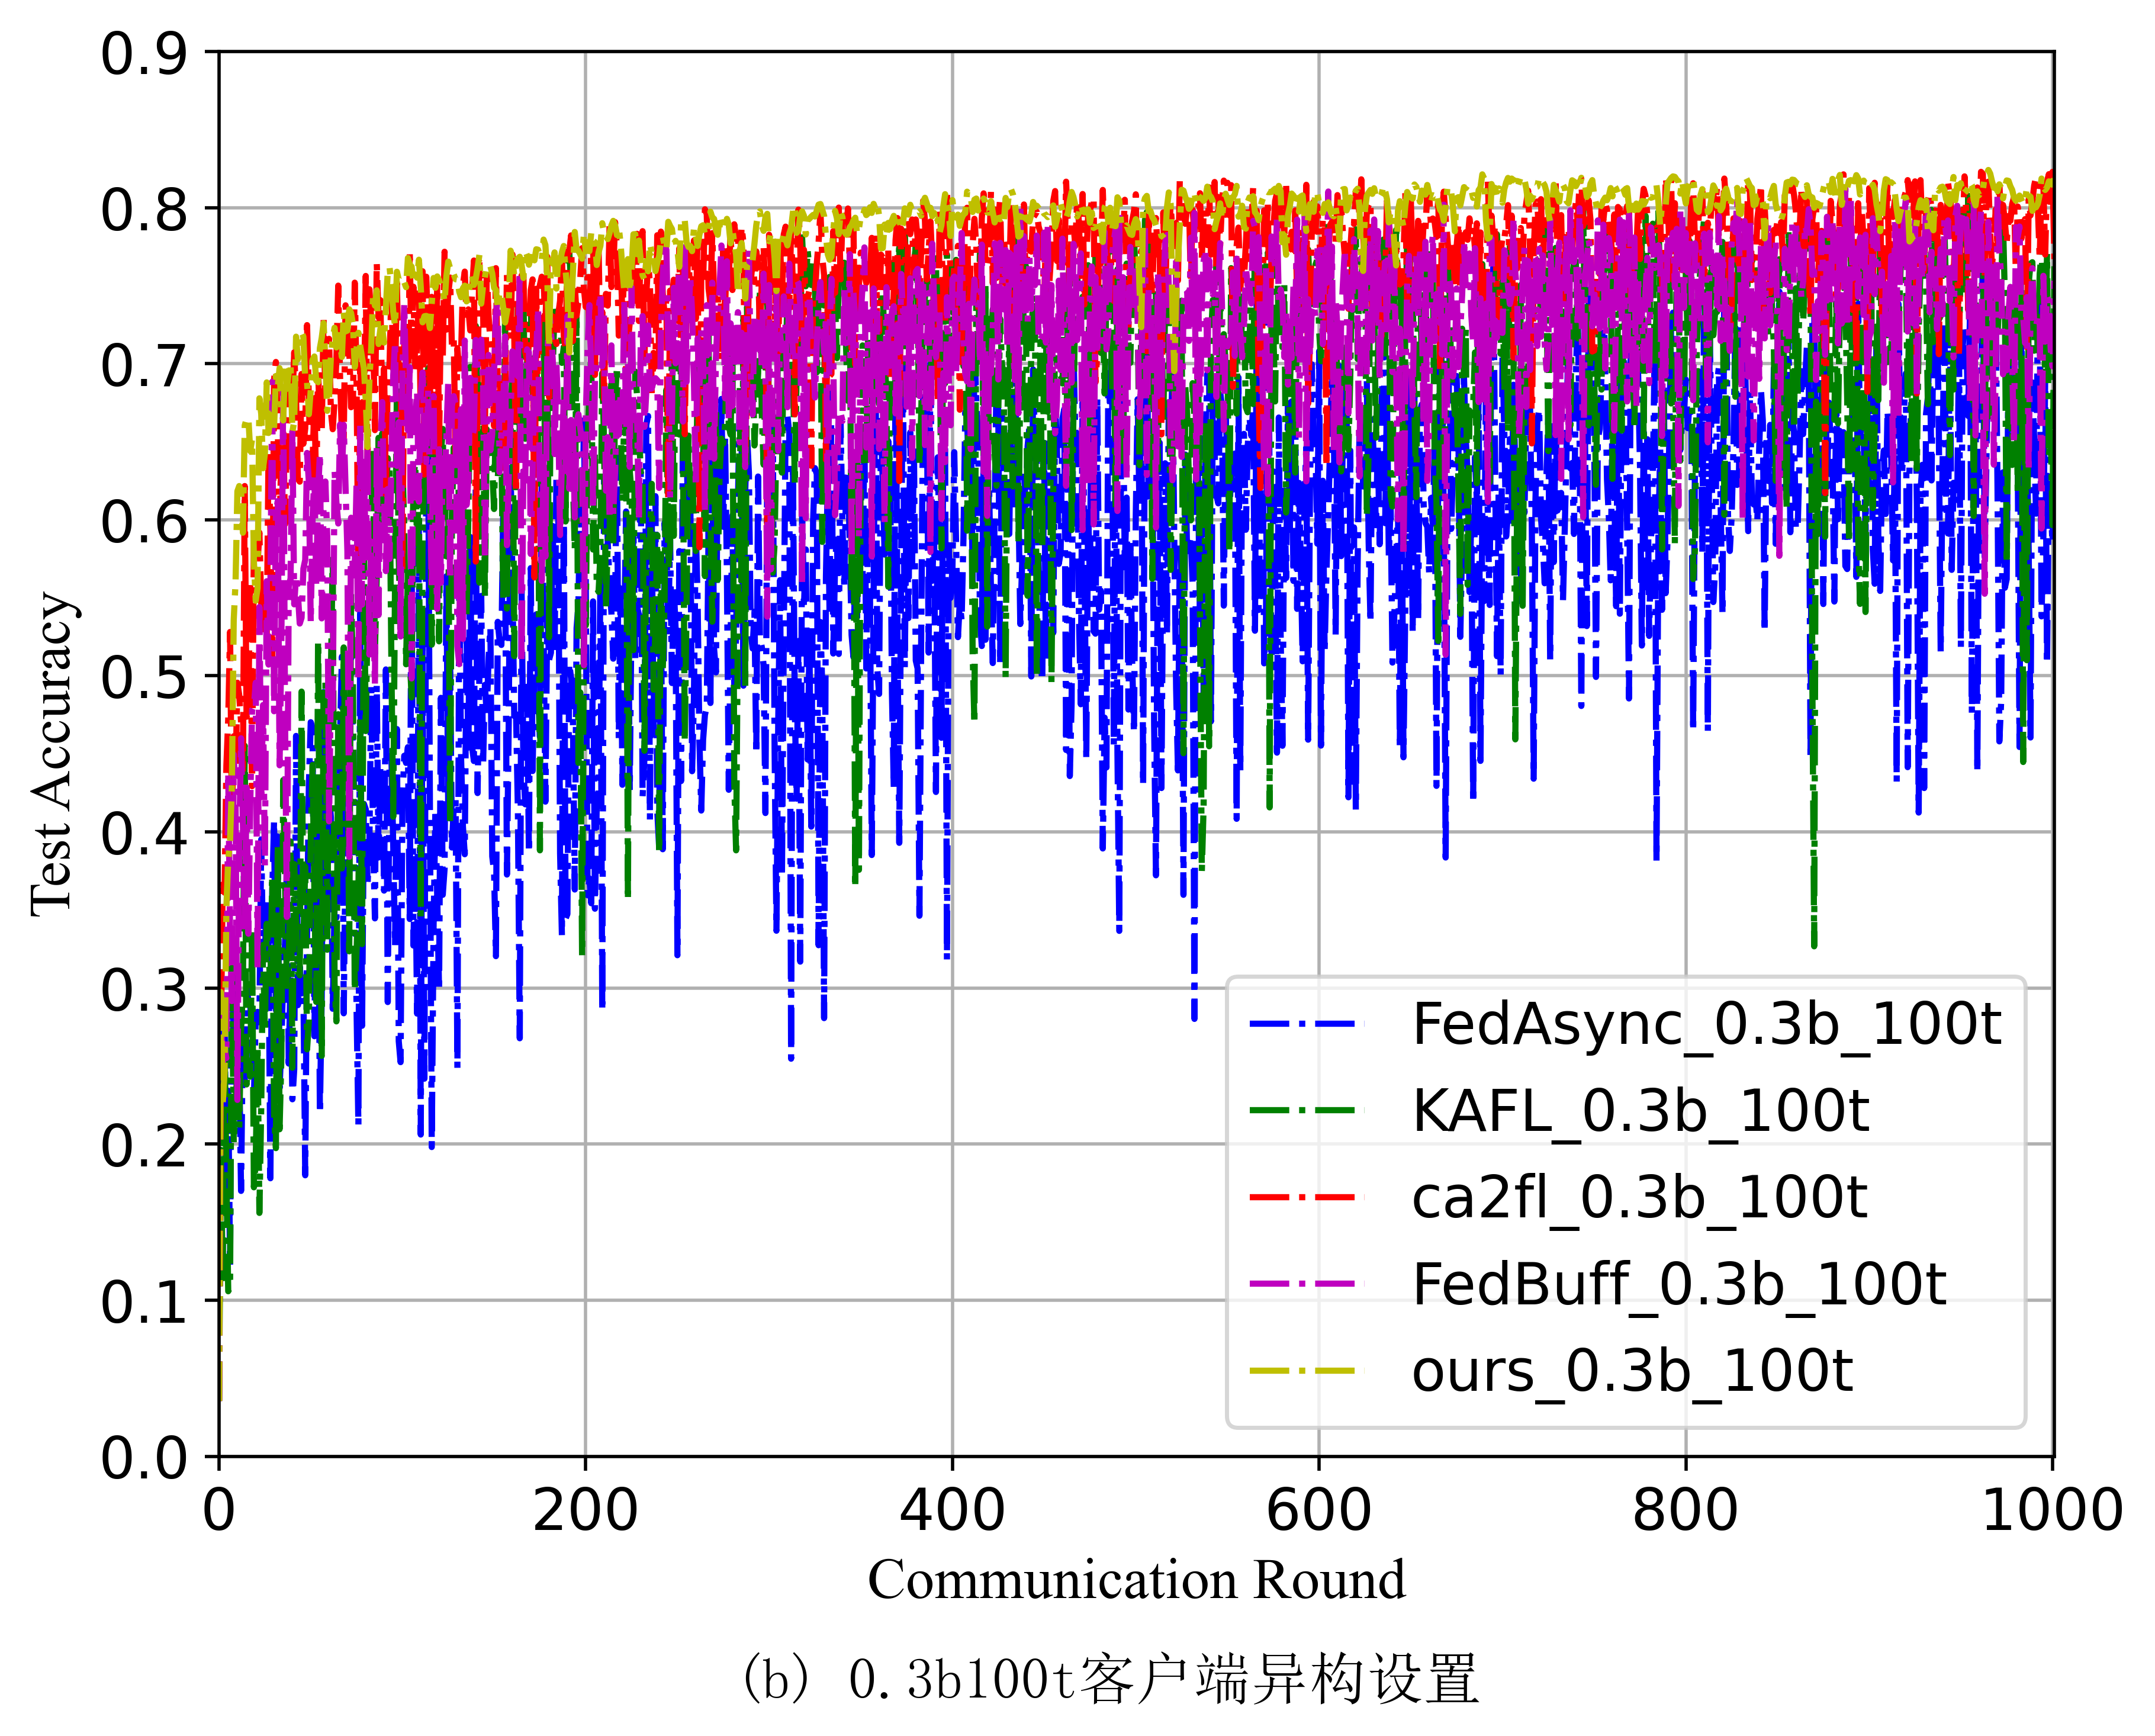 0.9
0.8
0.7
0.6
0.5
0.4
0.3
0.2
0.1
0.0
Test Accuracy
FedAsync_0.3b_100t
KAFL_0.3b_100t
ca2fl_0.3b_100t
FedBuff_0.3b_100t
ours_0.3b_100t
0 200 400 600 800 1000
Communication Round
(b) 0.3b100t客户端异构设置